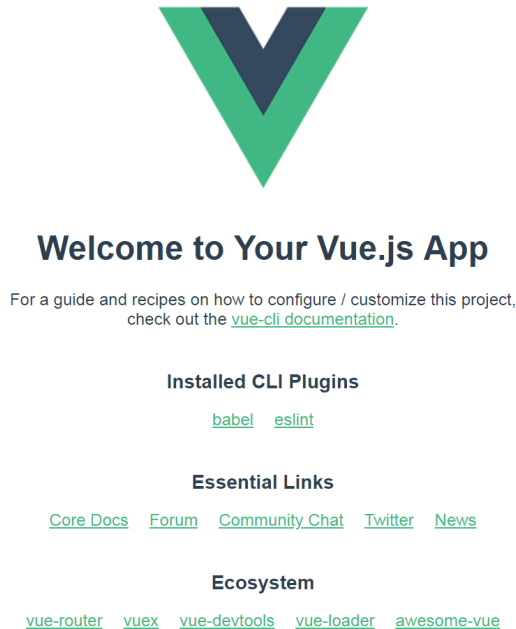 Welcome to Your Vue.js App
For a guide and recipes on how to configure / customize this project,
check out the vue-cli documentation.
Installed CLI Plugins
babel eslint
Essential Links
Core Docs Forum Community Chat Twitter News
Ecosystem
vue-router vuex vue-devtools vue-loader awesome-vue